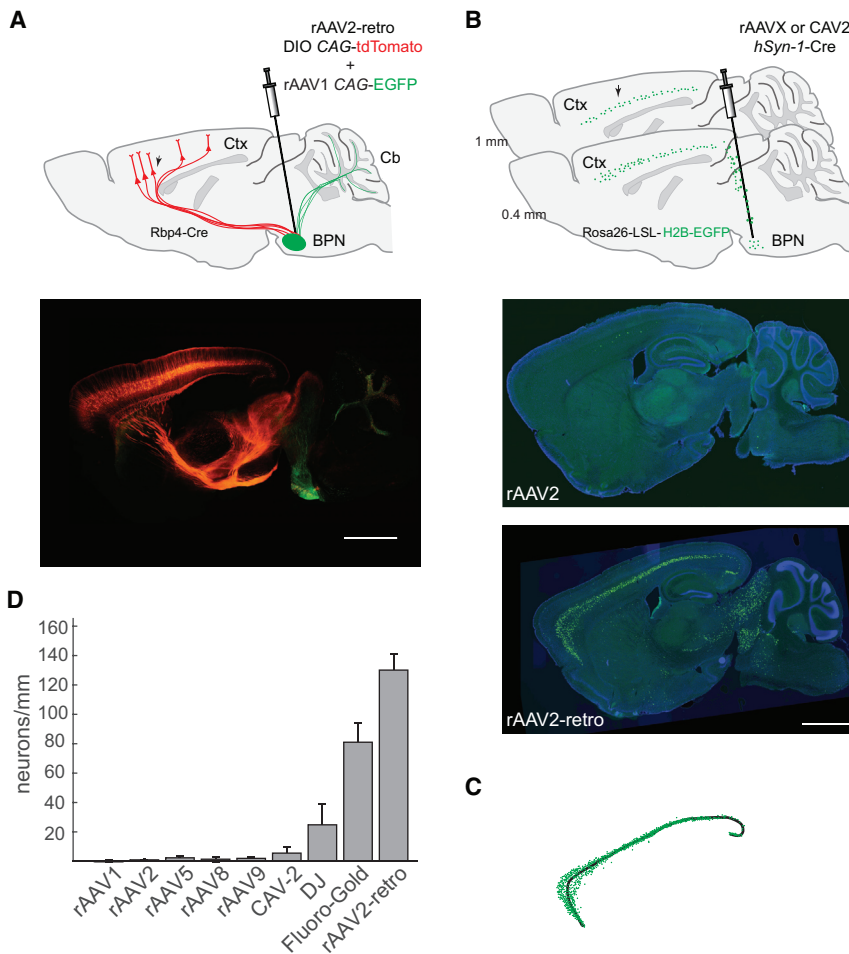 A
rAAV2-retro
DIO CAG-tdTomato
+
rAAV1 CAG-EGFP
Ctx
Cb
Rbp4-Cre
BPN
B
rAAVX or CAV2
hSyn-1-Cre
Ctx
1 mm
Ctx
0.4 mm
Rosa26-LSL-H2B-EGFP
BPN
rAAV2
rAAV2-retro
D
neurons/mm
160
140
120
100
80
60
40
20
rAAV1
rAAV2
rAAV5
rAAV8
rAAV9
CAV-2
DJ
Fluoro-Gold
rAAV2-retro
C